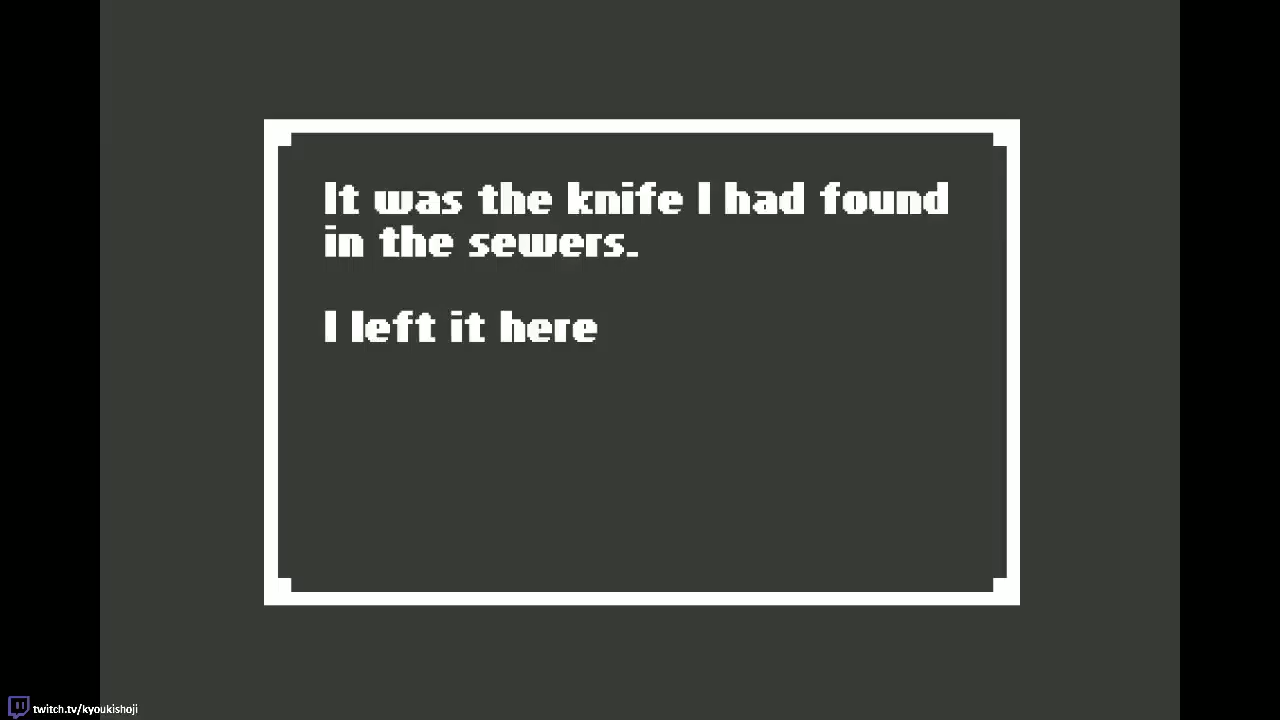 It was the knife I had found
in the sewers.
I left it here
twitch.tv/kyoukishoji